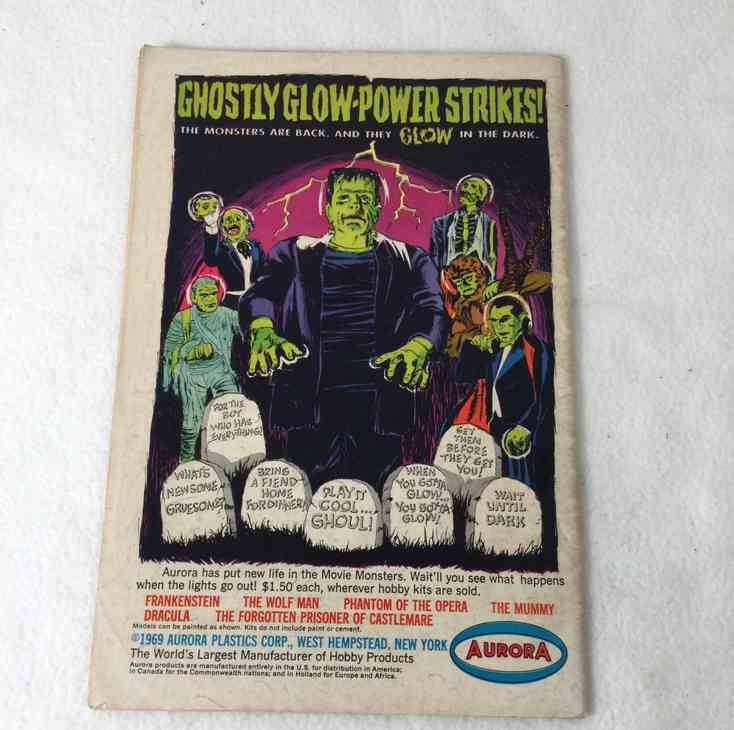 GHOSTLY GLOW-POWER STRIKES!
THE MONSTERS ARE BACK. AND THEY GLOW IN THE DARK.
FOR THE
BOY
WHO HAS
EVERYTHING!
GET
THEM
BEFORE
THEY GET
YOU!
WHAT'S
NEWSOME,
GRUESOME?
BRING
A FIEND
HOME
FOR DINNER!
PLAY IT
COOL....
GHOUL!
WHEN
YOU GOTTA
GLOW...
YOU GOTTA
GLOW!
WAIT
UNTIL
DARK
Aurora has put new life in the Movie Monsters. Wait'll you see what happens
when the lights go out! $1.50 each, wherever hobby kits are sold.
FRANKENSTEIN THE WOLF MAN PHANTOM OF THE OPERA THE MUMMY
DRACULA THE FORGOTTEN PRISONER OF CASTLEMARE
Models can be painted as shown. Kits do not include paint or cement.
©1969 AURORA PLASTICS CORP., WEST HEMPSTEAD, NEW YORK
The World's Largest Manufacturer of Hobby Products
Aurora products are manufactured entirely in the U.S. for distribution in America;
in Canada for the Commonwealth nations; and in Holland for Europe and Africa.
AURORA